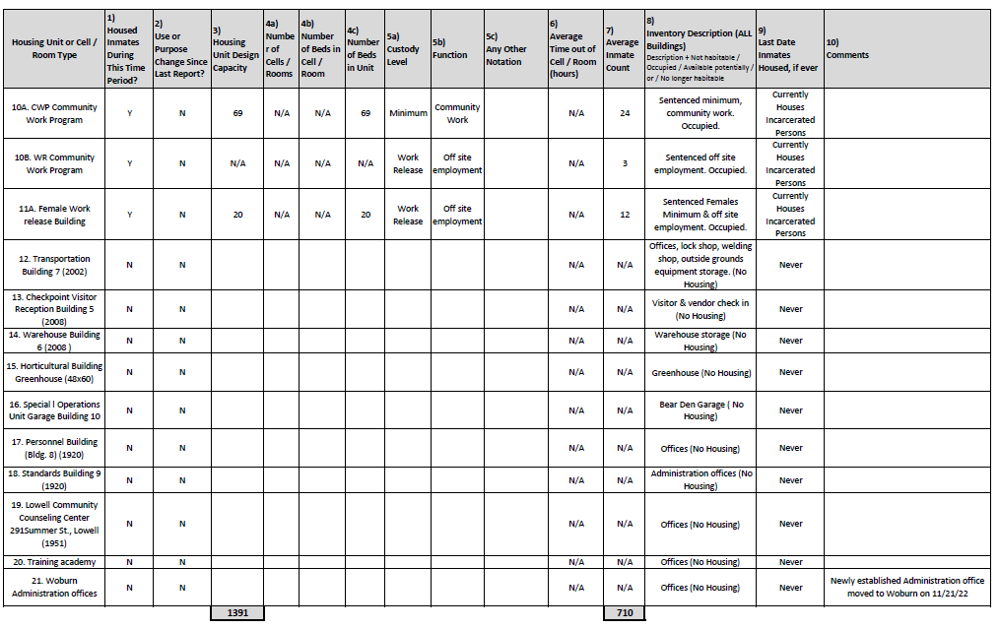 Housing Unit or Cell / Room Type
1) Housed Inmates During This Time Period?
2) Use or Purpose Change Since Last Report?
3) Housing Unit Design Capacity
4a) Numbe r of Cells / Rooms
4b) Number of Beds in Cell / Room
4c) Number of Beds in Unit
5a) Custody Level
5b) Function
5c) Any Other Notation
6) Average Time out of Cell / Room (hours)
7) Average Inmate Count
8) Inventory Description (ALL Buildings) Description + Not habitable / Occupied / Available potentially / or / No longer habitable
9) Last Date Inmates Housed, if ever
10) Comments
10A. CWP Community Work Program Y N 69 N/A N/A 69 Minimum Community Work N/A 24 Sentenced minimum, community work. Occupied. Currently Houses Incarcerated Persons
10B. WR Community Work Program Y N N/A N/A N/A N/A Work Release Off site employment N/A 3 Sentenced off site employment. Occupied. Currently Houses Incarcerated Persons
11A. Female Work release Building Y N 20 N/A N/A 20 Work Release Off site employment N/A 12 Sentenced Females Minimum & off site employment. Occupied. Currently Houses Incarcerated Persons
12. Transportation Building 7 (2002) N N N/A N/A Offices, lock shop, welding shop, outside grounds equipment storage. (No Housing) Never
13. Checkpoint Visitor Reception Building 5 (2008) N N N/A N/A Visitor & vendor check in (No Housing) Never
14. Warehouse Building 6 (2008 ) N N N/A N/A Warehouse storage (No Housing) Never
15. Horticultural Building Greenhouse (48x60) N N N/A N/A Greenhouse (No Housing) Never
16. Special l Operations Unit Garage Building 10 N N N/A N/A Bear Den Garage ( No Housing) Never
17. Personnel Building (Bldg. 8) (1920) N N N/A N/A Offices (No Housing) Never
18. Standards Building 9 (1920) N N N/A N/A Administration offices (No Housing) Never
19. Lowell Community Counseling Center 291Summer St., Lowell (1951) N N N/A N/A Offices (No Housing) Never
20. Training academy N N N/A N/A Offices (No Housing) Never
21. Woburn Administration offices N N N/A N/A Offices (No Housing) Never Newly established Administration office moved to Woburn on 11/21/22
1391 710